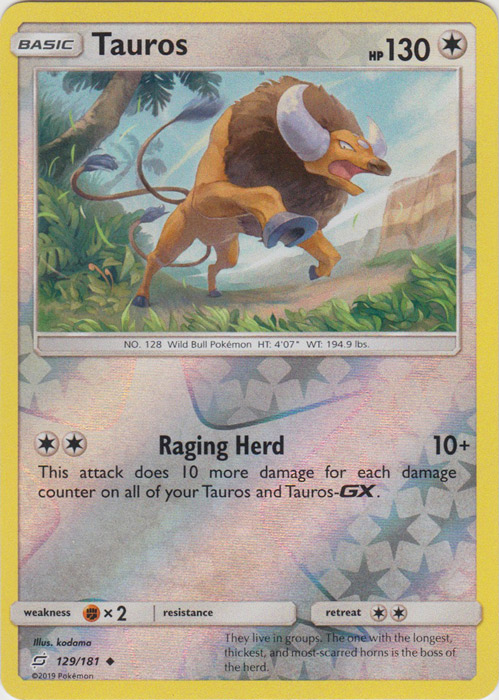 BASIC Tauros HP 130
NO. 128 Wild Bull Pokémon HT: 4'07" WT: 194.9 lbs.
Raging Herd 10+
This attack does 10 more damage for each damage
counter on all of your Tauros and Tauros-GX.
weakness × 2 resistance retreat
Illus. kodama
129/181
©2019 Pokémon
They live in groups. The one with the longest,
thickest, and most-scarred horns is the boss of
the herd.